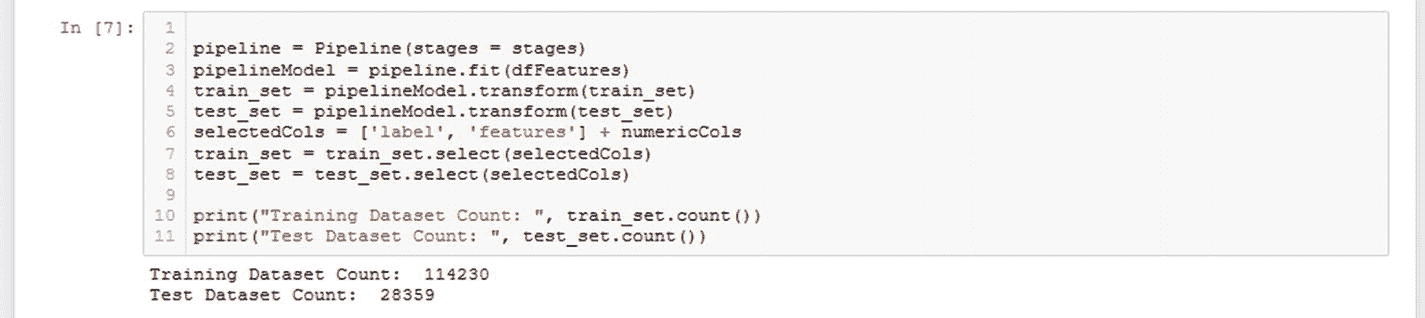 In [7]:
1
2 pipeline = Pipeline(stages = stages)
3 pipelineModel = pipeline.fit(dfFeatures)
4 train_set = pipelineModel.transform(train_set)
5 test_set = pipelineModel.transform(test_set)
6 selectedCols = ['label', 'features'] + numericCols
7 train_set = train_set.select(selectedCols)
8 test_set = test_set.select(selectedCols)
9
10 print("Training Dataset Count: ", train_set.count())
11 print("Test Dataset Count: ", test_set.count())
Training Dataset Count:  114230
Test Dataset Count:  28359